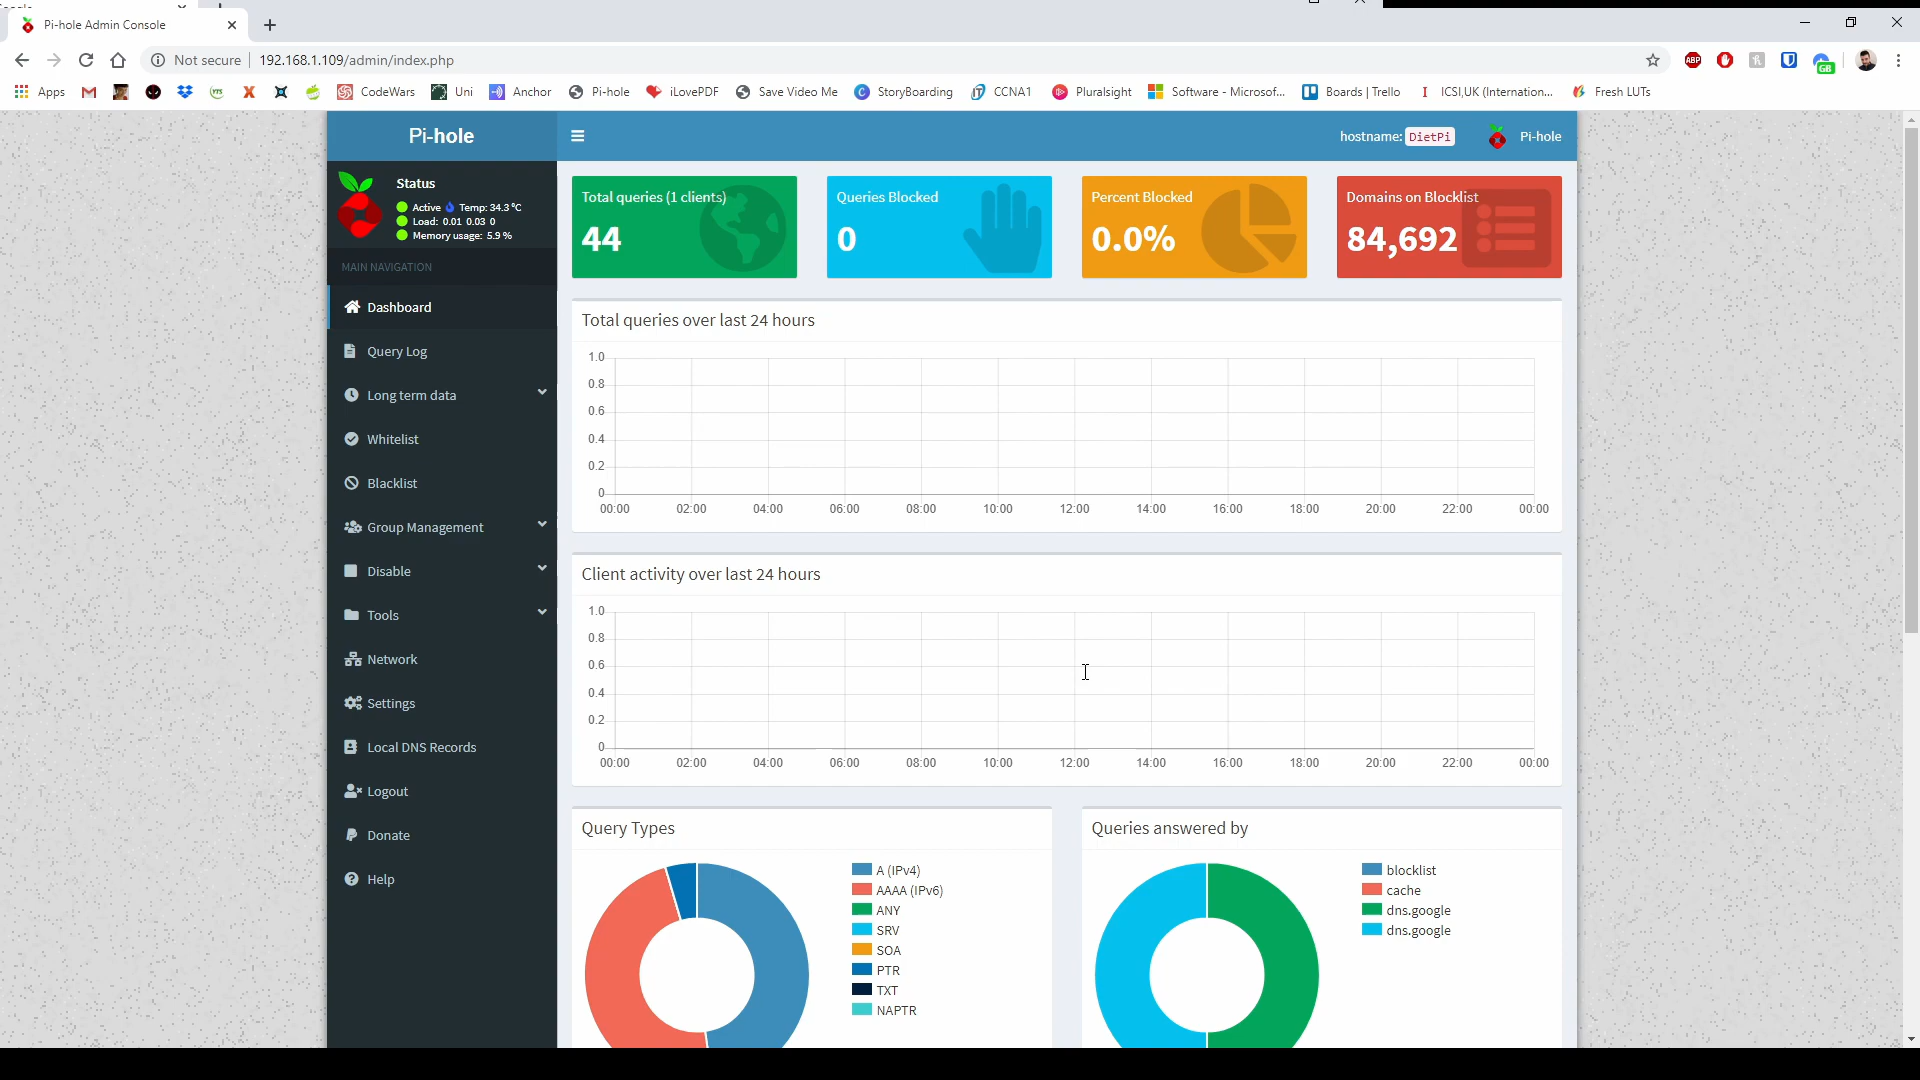 Pi-hole Admin Console
Not secure
192.168.1.109/admin/index.php
ABP
GB
Apps
YTS
CodeWars
Uni
Anchor
Pi-hole
iLovePDF
Save Video Me
StoryBoarding
CCNA1
Pluralsight
Software - Microsof...
Boards | Trello
ICSI,UK (Internation...
Fresh LUTs
Pi-hole
hostname: DietPi
Pi-hole
Status
Active Temp: 34.3 °C
Load: 0.01 0.03 0
Memory usage: 5.9 %
MAIN NAVIGATION
Dashboard
Query Log
Long term data
Whitelist
Blacklist
Group Management
Disable
Tools
Network
Settings
Local DNS Records
Logout
Donate
Help
Total queries (1 clients)
44
Queries Blocked
0
Percent Blocked
0.0%
Domains on Blocklist
84,692
Total queries over last 24 hours
1.0
0.8
0.6
0.4
0.2
0
00:00 02:00 04:00 06:00 08:00 10:00 12:00 14:00 16:00 18:00 20:00 22:00 00:00
Client activity over last 24 hours
1.0
0.8
0.6
0.4
0.2
0
00:00 02:00 04:00 06:00 08:00 10:00 12:00 14:00 16:00 18:00 20:00 22:00 00:00
Query Types
A (IPv4)
AAAA (IPv6)
ANY
SRV
SOA
PTR
TXT
NAPTR
Queries answered by
blocklist
cache
dns.google
dns.google